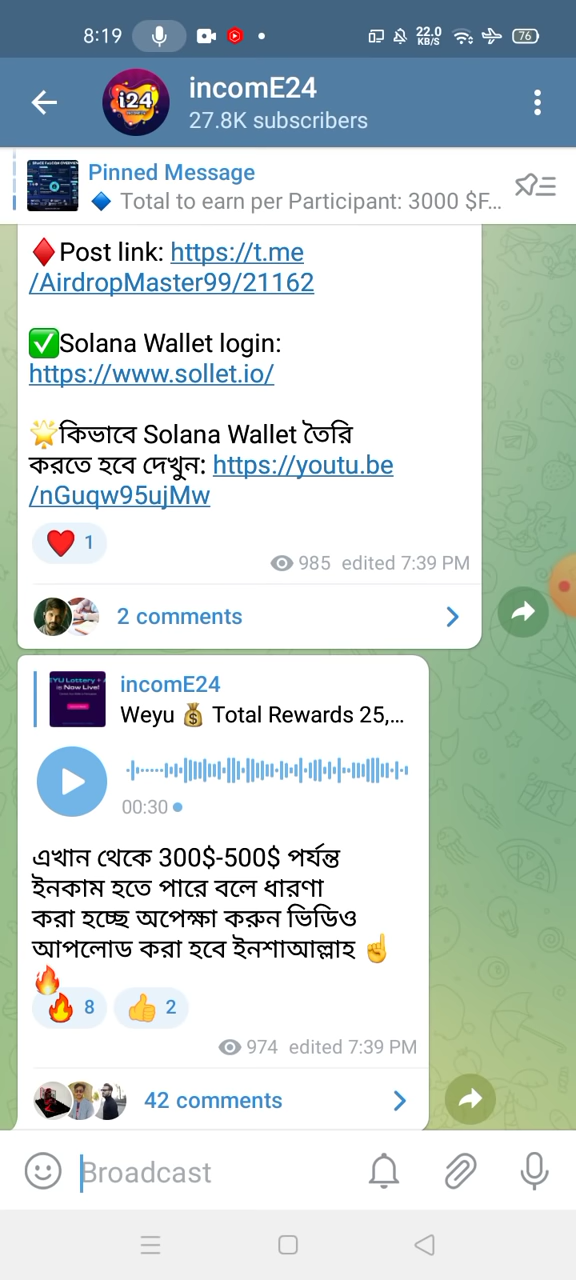 8:19
22.0
KB/S
76
i24
incomE24
27.8K subscribers
Pinned Message
🔷 Total to earn per Participant: 3000 $F...
♦️Post link: https://t.me
/AirdropMaster99/21162
✅Solana Wallet login:
https://www.sollet.io/
🌟কিভাবে Solana Wallet তৈরি
করতে হবে দেখুন: https://youtu.be
/nGuqw95ujMw
❤️ 1
985 edited 7:39 PM
2 comments
incomE24
Weyu 💰 Total Rewards 25,...
is Now Live!
00:30
এখান থেকে 300$-500$ পর্যন্ত
ইনকাম হতে পারে বলে ধারণা
করা হচ্ছে অপেক্ষা করুন ভিডিও
আপলোড করা হবে ইনশাআল্লাহ ☝️
🔥
🔥 8 👍 2
974 edited 7:39 PM
42 comments
Broadcast